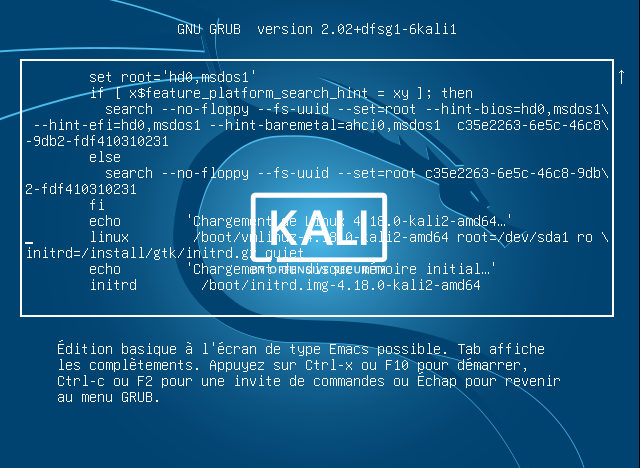 GNU GRUB  version 2.02+dfsg1-6kali1
set root='hd0,msdos1'
if [ x$feature_platform_search_hint = xy ]; then
search --no-floppy --fs-uuid --set=root --hint-bios=hd0,msdos1\
--hint-efi=hd0,msdos1 --hint-baremetal=ahci0,msdos1  c35e2263-6e5c-46c8\
-9db2-fdf410310231
else
search --no-floppy --fs-uuid --set=root c35e2263-6e5c-46c8-9db\
2-fdf410310231
fi
echo        'Chargement de Linux 4.18.0-kali2-amd64…'
linux        /boot/vmlinuz-4.18.0-kali2-amd64 root=/dev/sda1 ro \
initrd=/install/gtk/initrd.gz quiet
echo        'Chargement du disque mémoire initial…'
initrd        /boot/initrd.img-4.18.0-kali2-amd64
KALI
BY OFFENSIVE SECURITY
Édition basique à l'écran de type Emacs possible. Tab affiche
les complètements. Appuyez sur Ctrl-x ou F10 pour démarrer,
Ctrl-c ou F2 pour une invite de commandes ou Échap pour revenir
au menu GRUB.